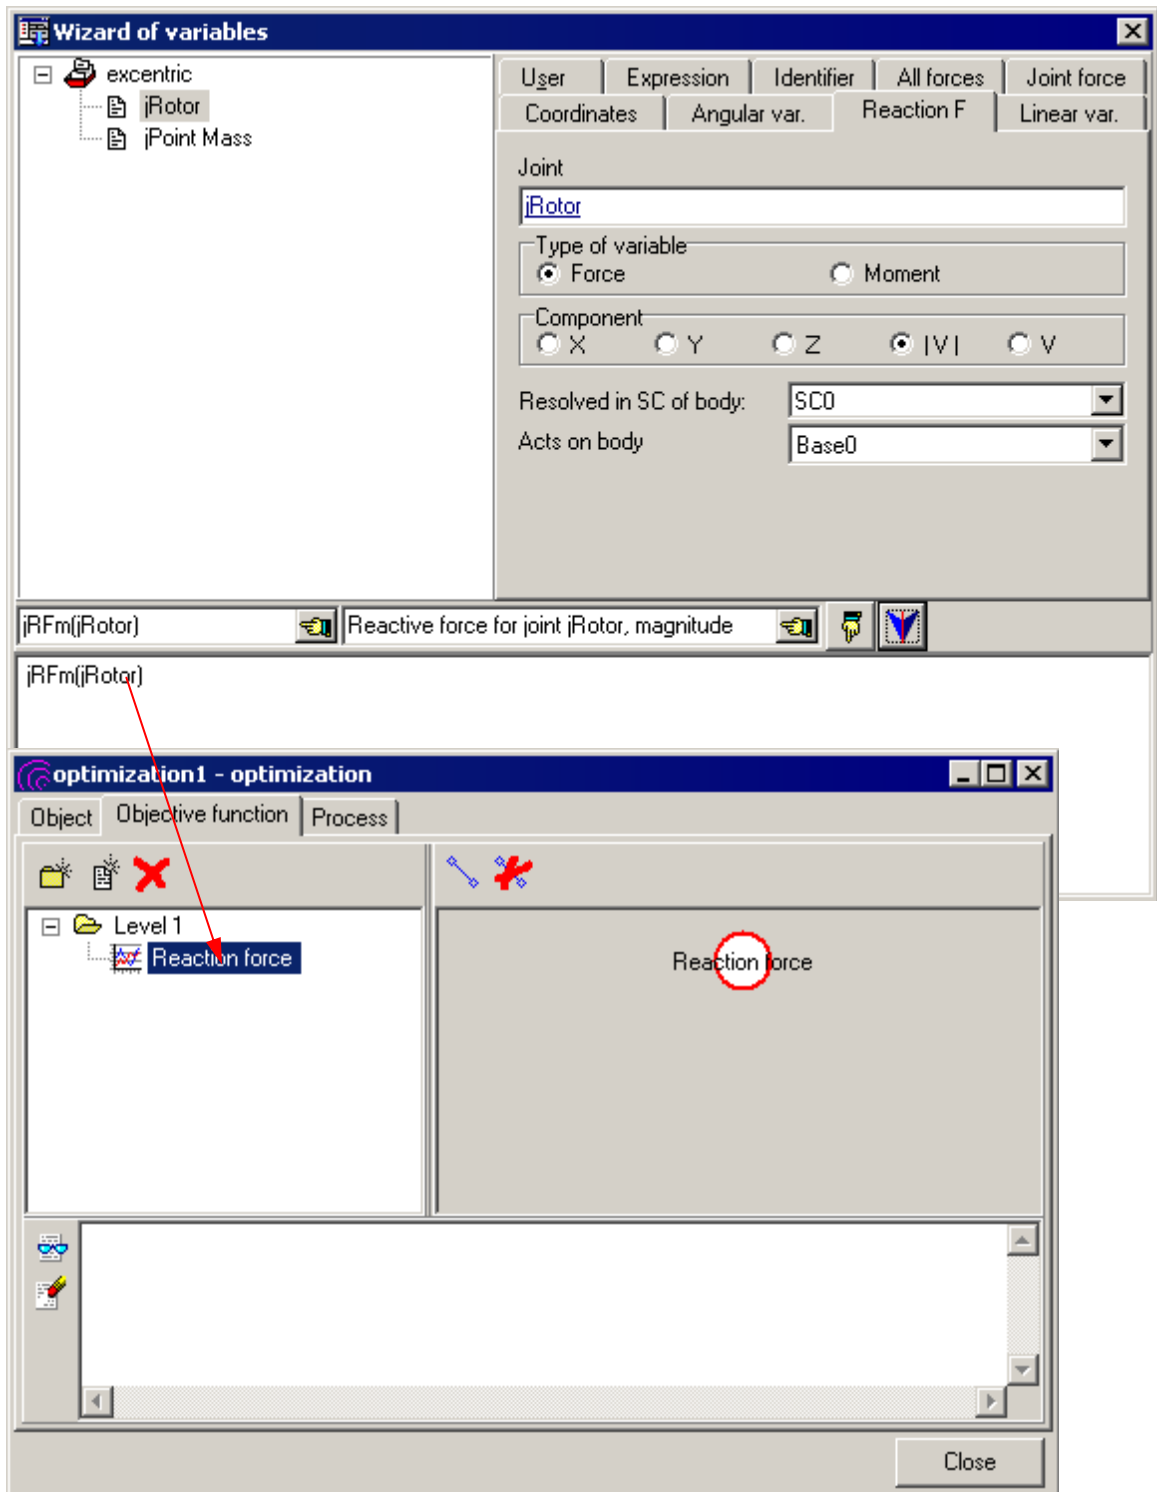 Wizard of variables
excentric
jRotor
jPoint Mass
User Expression Identifier All forces Joint force
Coordinates Angular var. Reaction F Linear var.
Joint
jRotor
Type of variable
Force Moment
Component
X Y Z |V| V
Resolved in SC of body: SC0
Acts on body Base0
jRFm(jRotor) Reactive force for joint jRotor, magnitude
jRFm(jRotor)
optimization1 - optimization
Object Objective function Process
Level 1
Reaction force
Reaction force
Close